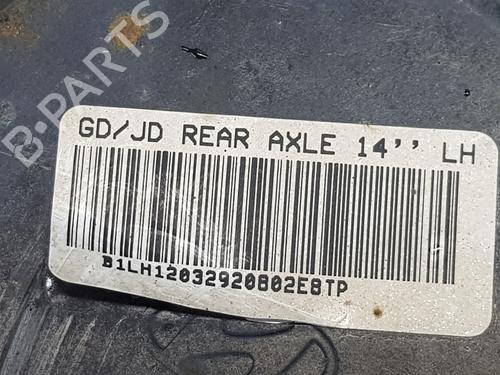 B-PARTS
GD/JD REAR AXLE 14'' LH
B1LH12032920802E8TP